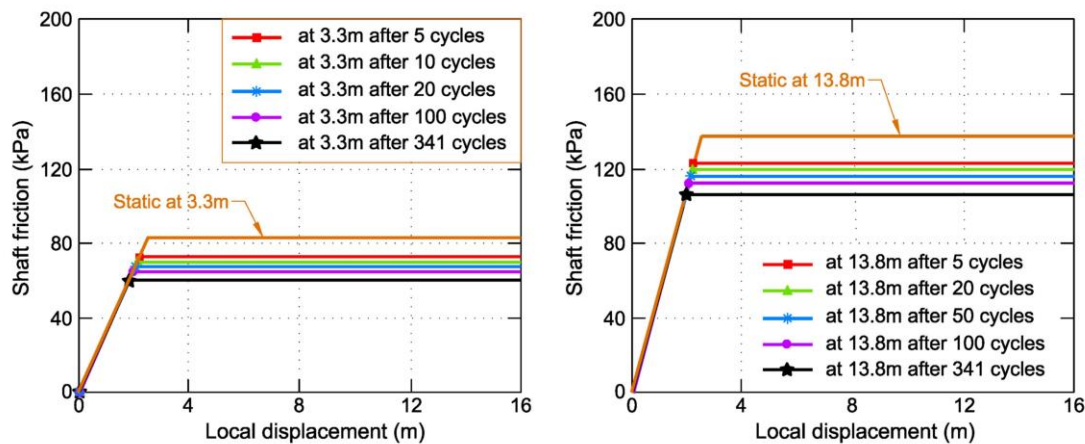 200
160
120
80
40
0
Shaft friction (kPa)
at 3.3m after 5 cycles
at 3.3m after 10 cycles
at 3.3m after 20 cycles
at 3.3m after 100 cycles
at 3.3m after 341 cycles
Static at 3.3m
0 4 8 12 16
Local displacement (m)
200
160
120
80
40
0
Shaft friction (kPa)
Static at 13.8m
at 13.8m after 5 cycles
at 13.8m after 20 cycles
at 13.8m after 50 cycles
at 13.8m after 100 cycles
at 13.8m after 341 cycles
0 4 8 12 16
Local displacement (m)